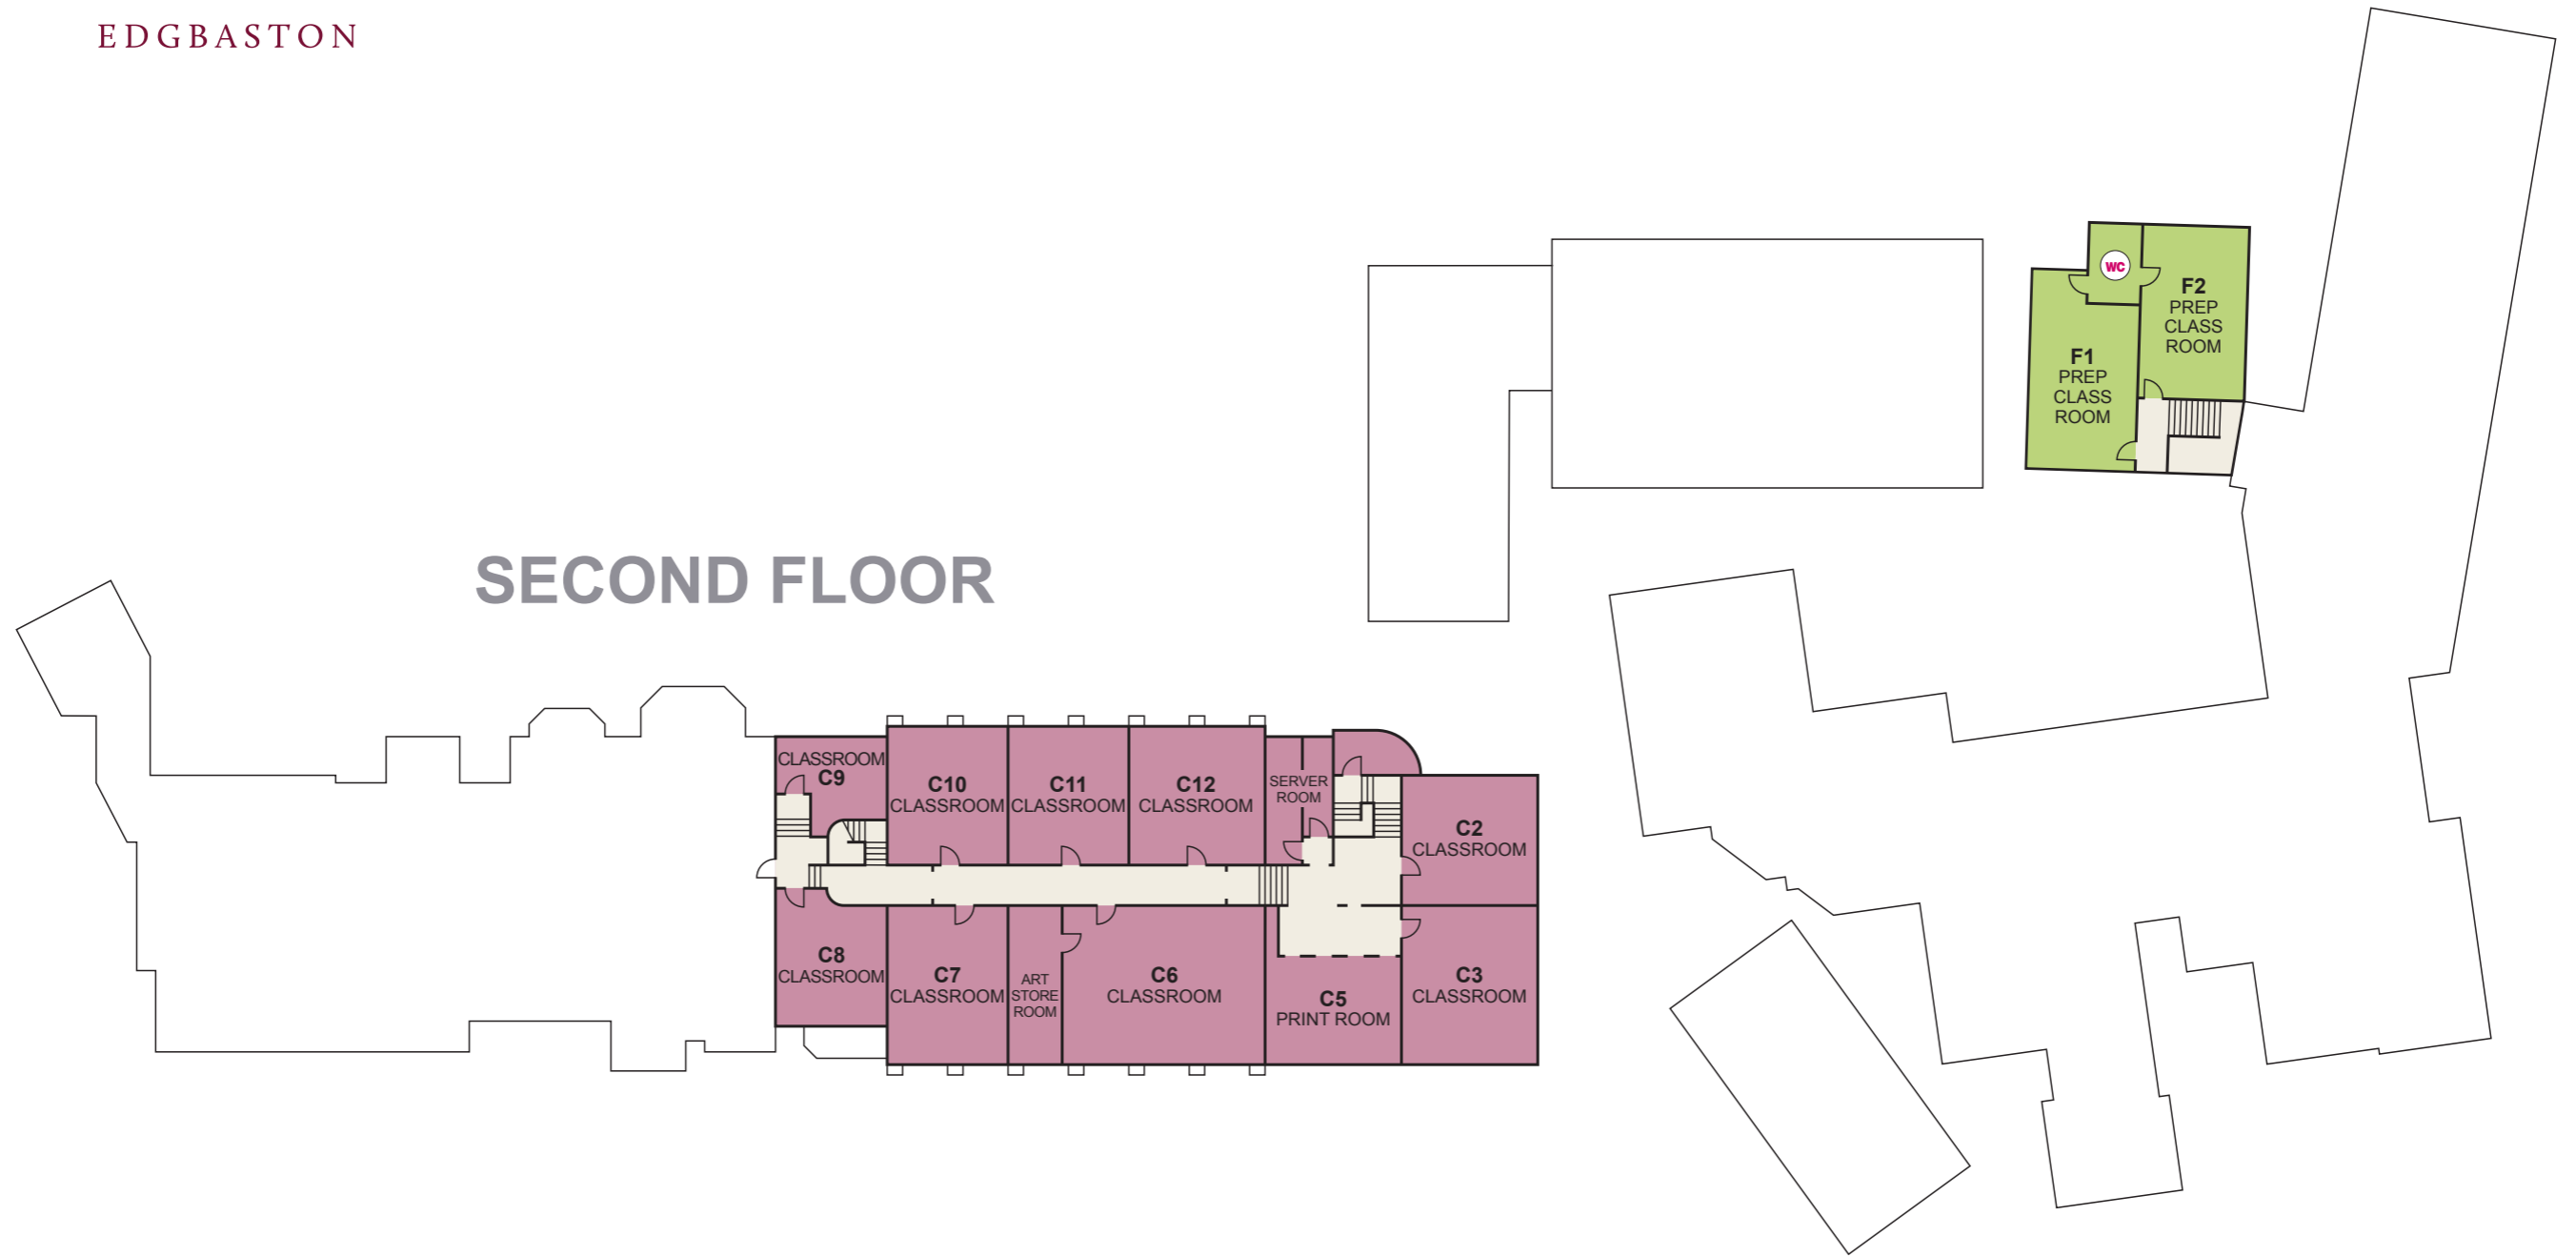 EDGBASTON
SECOND FLOOR
WC
F2
PREP
CLASS
ROOM
F1
PREP
CLASS
ROOM
CLASSROOM
C9
C10
CLASSROOM
C11
CLASSROOM
C12
CLASSROOM
SERVER
ROOM
C2
CLASSROOM
C8
CLASSROOM
C7
CLASSROOM
ART
STORE
ROOM
C6
CLASSROOM
C5
PRINT ROOM
C3
CLASSROOM